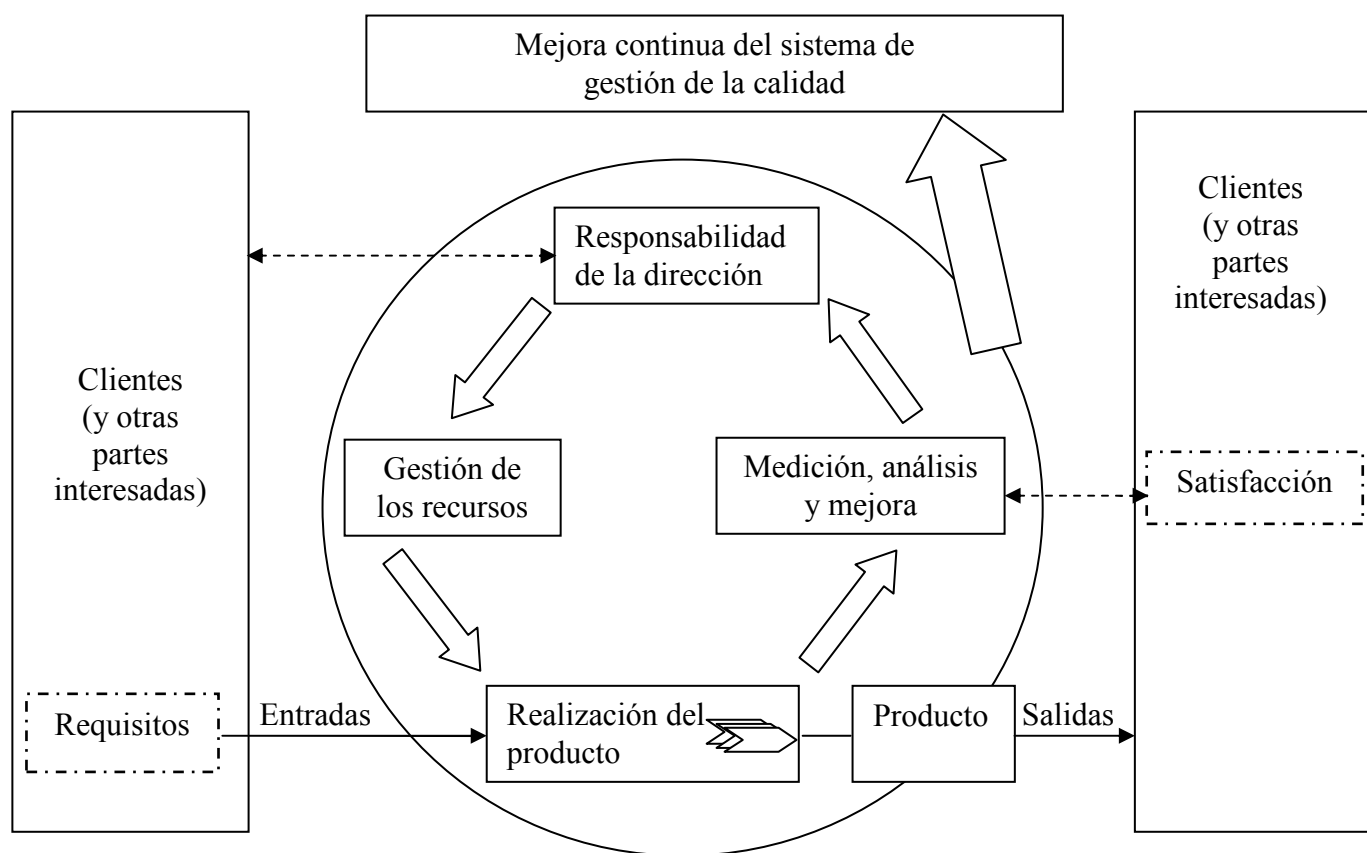 Mejora continua del sistema de
gestión de la calidad
Clientes
(y otras
partes
interesadas)
Responsabilidad
de la dirección
Clientes
(y otras
partes
interesadas)
Gestión de
los recursos
Medición, análisis
y mejora
Satisfacción
Requisitos
Entradas
Realización del
producto
Producto
Salidas